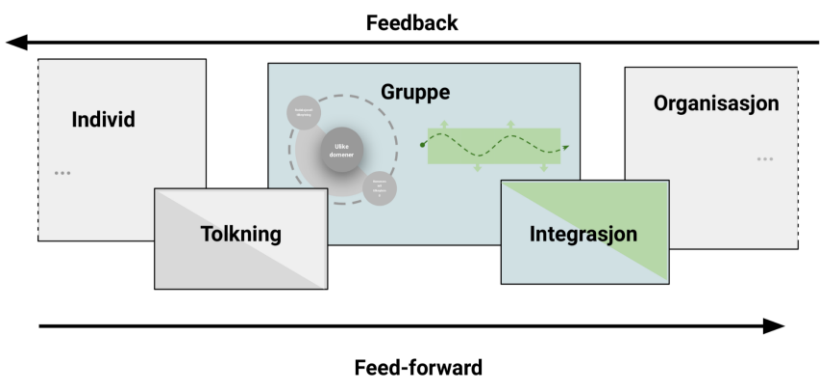 Feedback
Individ
...
Gruppe
Ulike
domener
Organisasjon
...
Tolkning
Integrasjon
Feed-forward